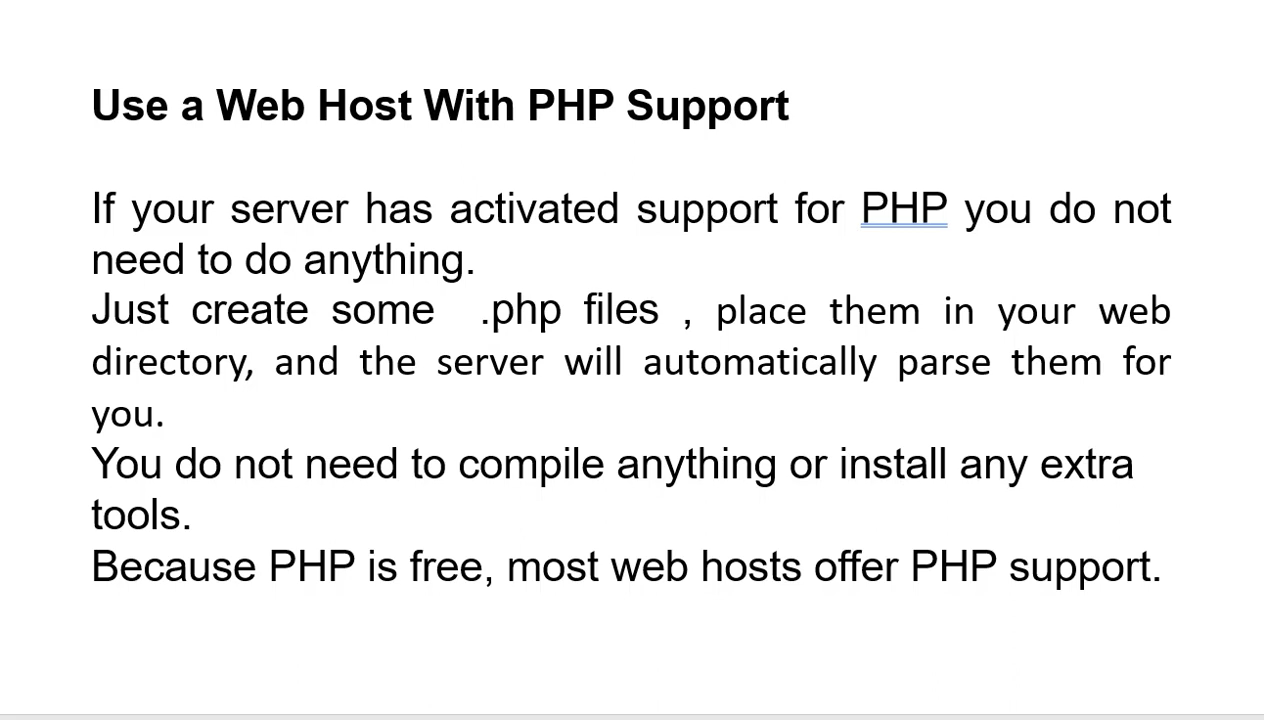 Use a Web Host With PHP Support
If your server has activated support for PHP you do not
need to do anything.
Just create some .php files , place them in your web
directory, and the server will automatically parse them for
you.
You do not need to compile anything or install any extra
tools.
Because PHP is free, most web hosts offer PHP support.